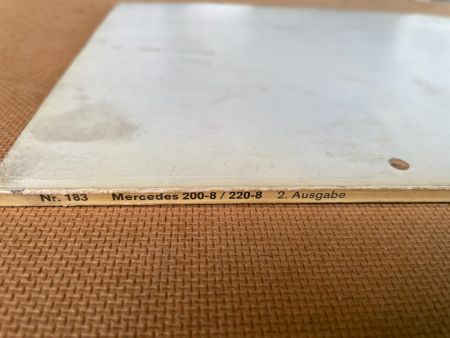 Nr. 183 Mercedes 200-8 / 220-8 2. Ausgabe